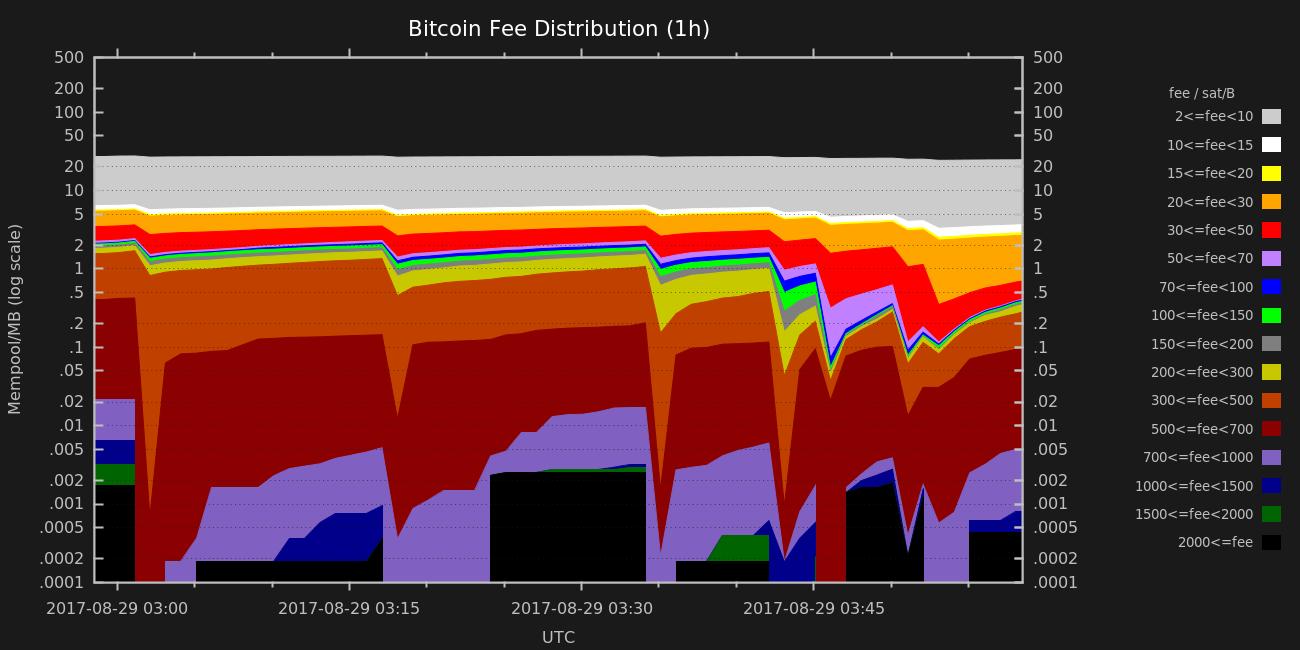 Bitcoin Fee Distribution (1h)
Mempool/MB (log scale)
500
200
100
50
20
10
5
2
1
.5
.2
.1
.05
.02
.01
.005
.002
.001
.0005
.0002
.0001
500
200
100
50
20
10
5
2
1
.5
.2
.1
.05
.02
.01
.005
.002
.001
.0005
.0002
.0001
2017-08-29 03:00
2017-08-29 03:15
2017-08-29 03:30
2017-08-29 03:45
UTC
fee / sat/B
2<=fee<10
10<=fee<15
15<=fee<20
20<=fee<30
30<=fee<50
50<=fee<70
70<=fee<100
100<=fee<150
150<=fee<200
200<=fee<300
300<=fee<500
500<=fee<700
700<=fee<1000
1000<=fee<1500
1500<=fee<2000
2000<=fee